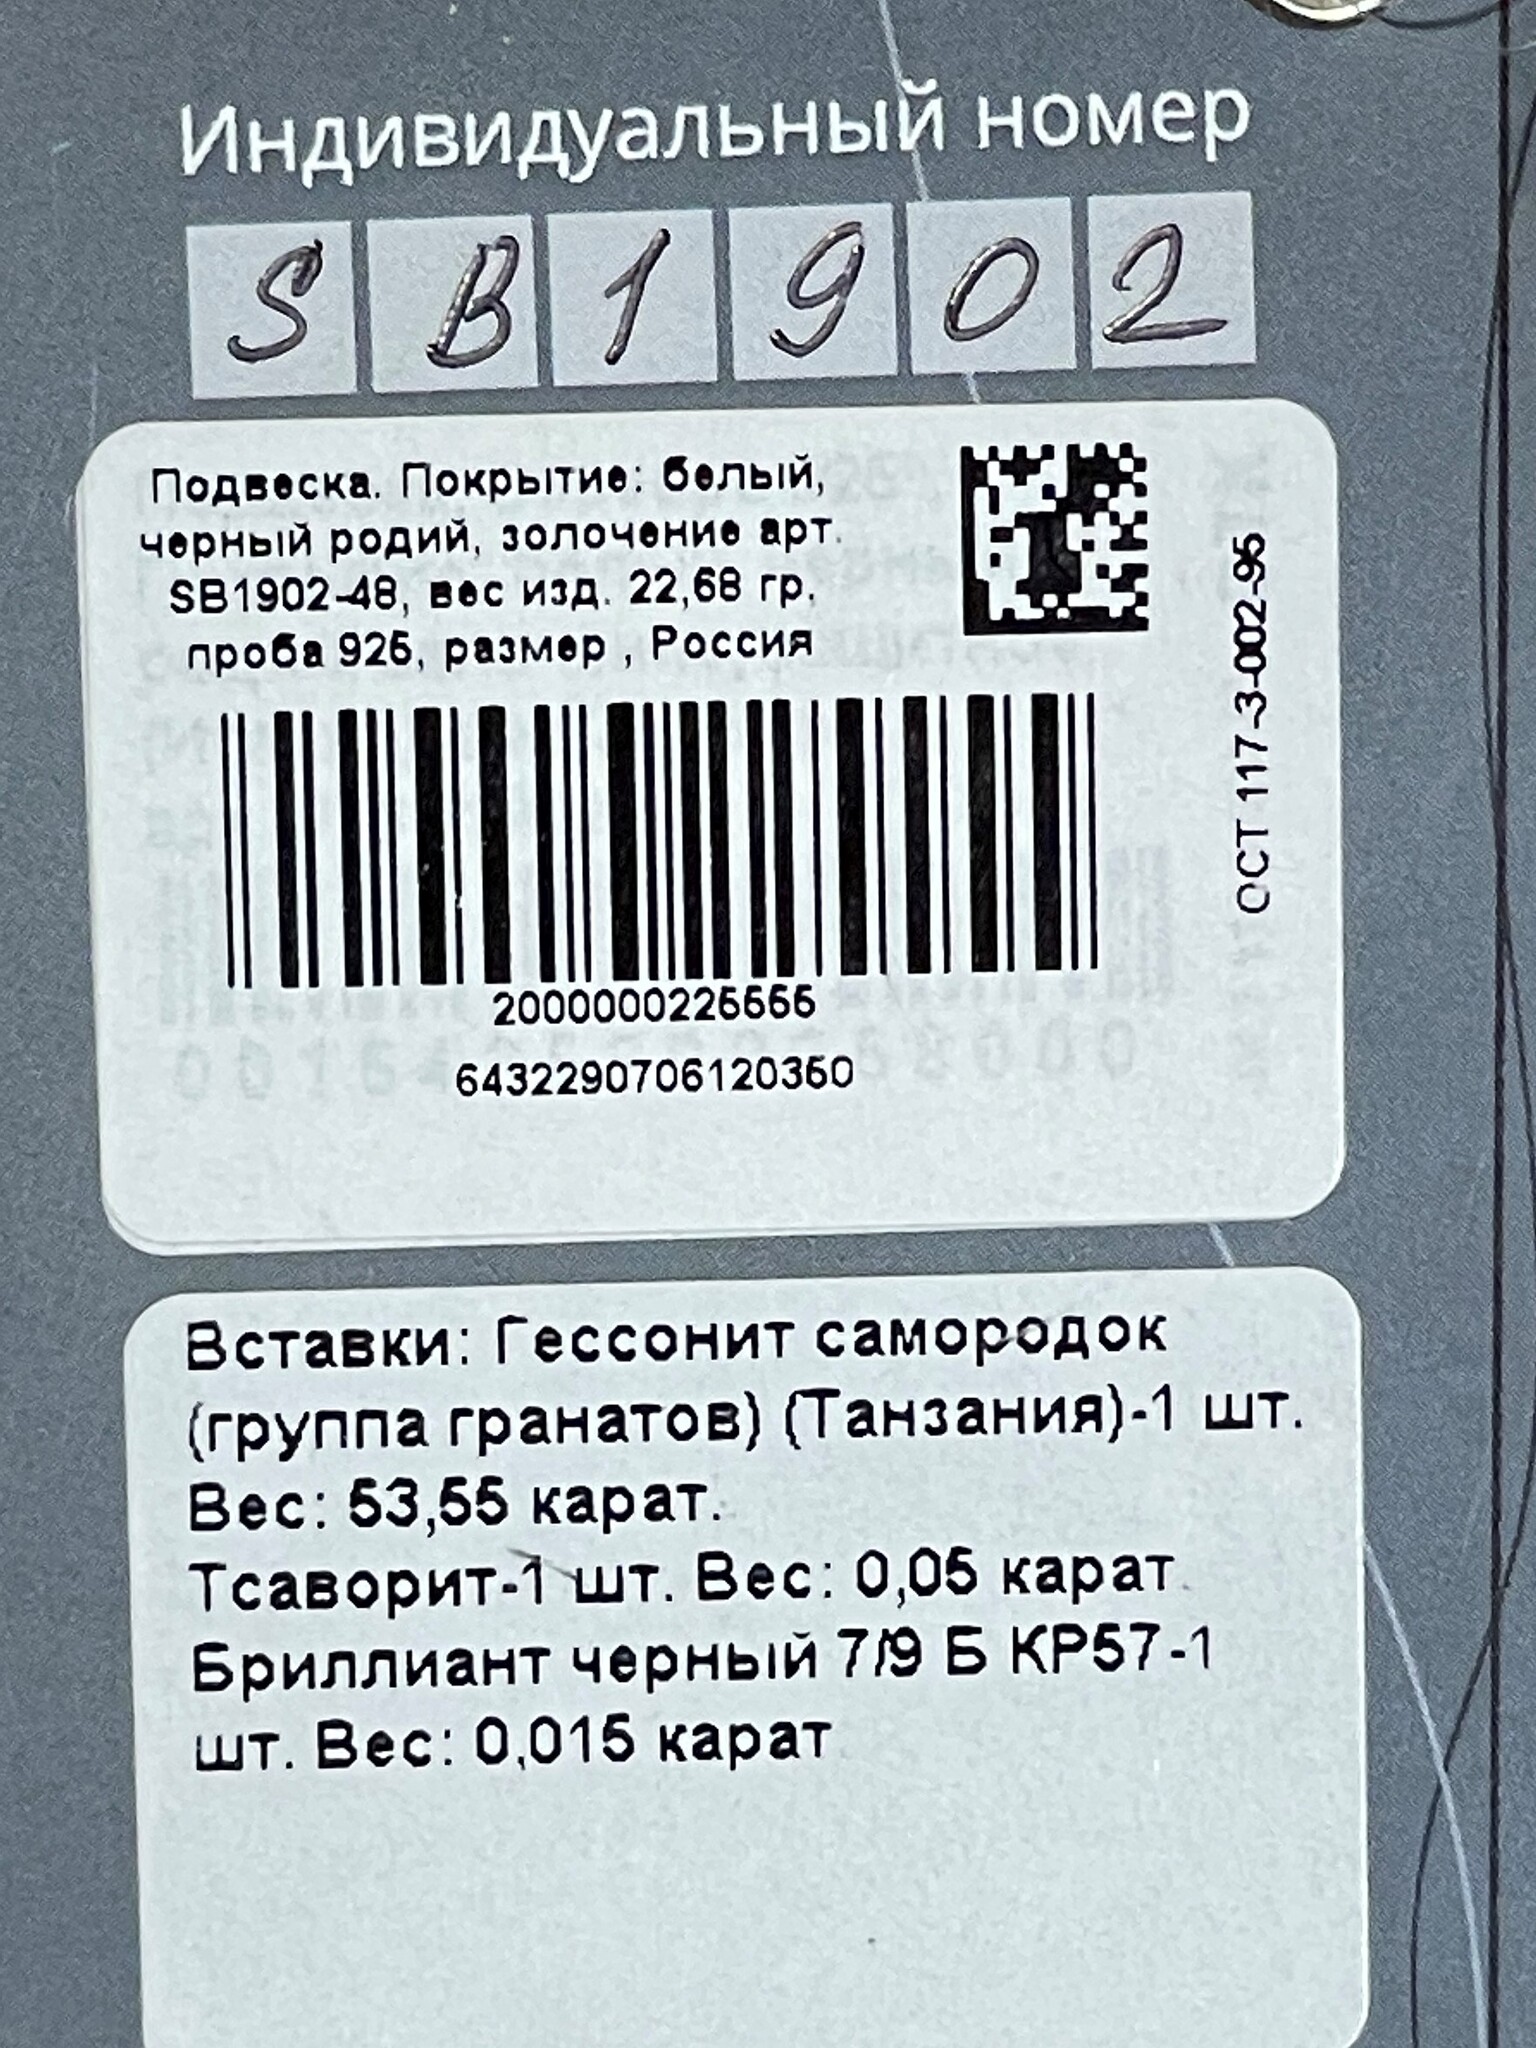 Индивидуальный номер
SB1902
Подвеска. Покрытие: белый,
черный родий, золочение арт.
SB1902-48, вес изд. 22,68 гр,
проба 925, размер , Россия
ОСТ 117-3-002-95
2000000226666
6432290706120360
Вставки: Гессонит самородок
(группа гранатов) (Танзания)-1 шт.
Вес: 53,55 карат.
Тсаворит-1 шт. Вес: 0,05 карат.
Бриллиант черный 7/9 Б КР57-1
шт. Вес: 0,015 карат